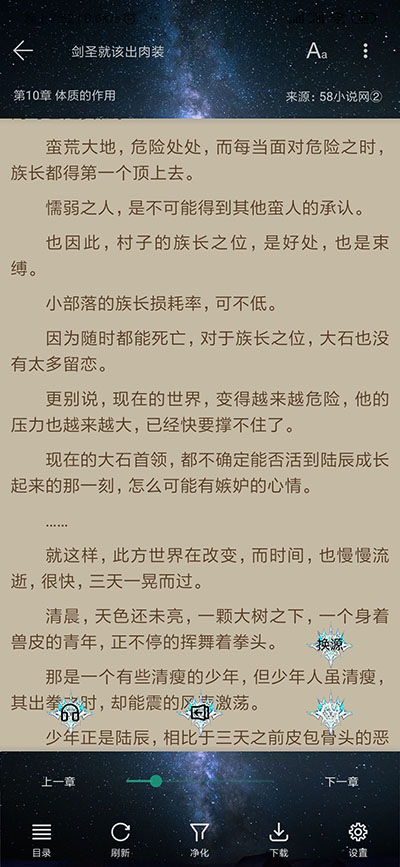 剑圣就该出肉装
Aa
第10章 体质的作用
来源：58小说网②
蛮荒大地，危险处处，而每当面对危险之时，
族长都得第一个顶上去。
懦弱之人，是不可能得到其他蛮人的承认。
也因此，村子的族长之位，是好处，也是束
缚。
小部落的族长损耗率，可不低。
因为随时都能死亡，对于族长之位，大石也没
有太多留恋。
更别说，现在的世界，变得越来越危险，他的
压力也越来越大，已经快要撑不住了。
现在的大石首领，都不确定能否活到陆辰成长
起来的那一刻，怎么可能有嫉妒的心情。
……
就这样，此方世界在改变，而时间，也慢慢流
逝，很快，三天一晃而过。
清晨，天色还未亮，一颗大树之下，一个身着
兽皮的青年，正不停的挥舞着拳头。
换源
那是一个有些清瘦的少年，但少年人虽清瘦，
其出拳之时，却能震的风声激荡。
少年正是陆辰，相比于三天之前皮包骨头的恶
上一章
下一章
目录
刷新
净化
下载
设置